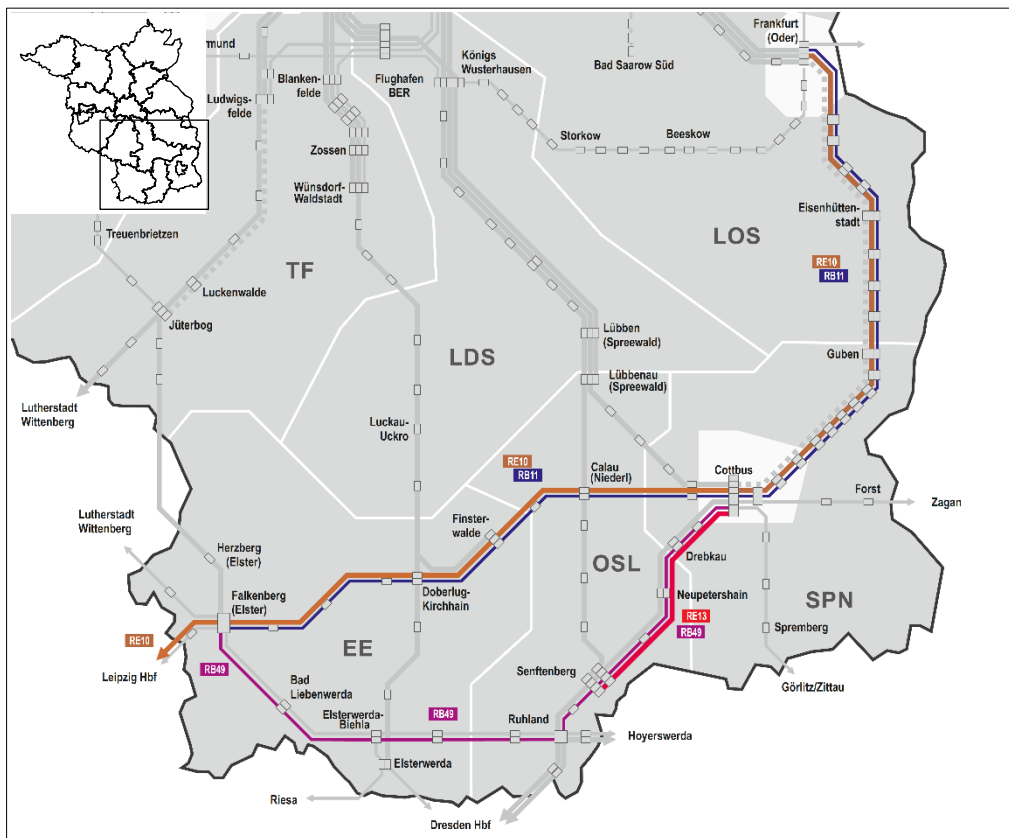 Frankfurt
(Oder)
rmund
Königs
Wusterhausen
Bad Saarow Süd
Blanken-
felde
Flughafen
BER
Ludwigs-
felde
Storkow
Beeskow
Zossen
Wünsdorf-
Waldstadt
Eisenhütten-
stadt
Treuenbrietzen
LOS
TF
RE10
RB11
Luckenwalde
Jüterbog
Lübben
(Spreewald)
Guben
LDS
Lübbenau
(Spreewald)
Lutherstadt
Wittenberg
Luckau-
Uckro
RE10
RB11
Calau
(Niederl)
Cottbus
Forst
Zagan
Lutherstadt
Wittenberg
Finster-
walde
Herzberg
(Elster)
Drebkau
OSL
Doberlug-
Kirchhain
Neupetershain
SPN
Falkenberg
(Elster)
RE13
RB49
Spremberg
RE10
EE
Leipzig Hbf
RB49
Senftenberg
Görlitz/Zittau
Bad
Liebenwerda
Elsterwerda-
Biehla
RB49
Ruhland
Hoyerswerda
Elsterwerda
Riesa
Dresden Hbf